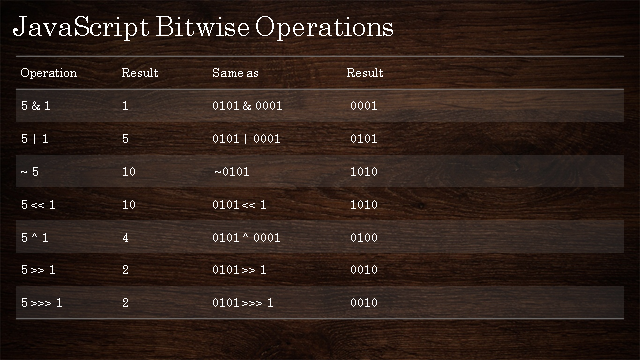 JavaScript Bitwise Operations
Operation Result Same as Result
5 & 1 1 0101 & 0001 0001
5 | 1 5 0101 | 0001 0101
~ 5 10 ~0101 1010
5 << 1 10 0101 << 1 1010
5 ^ 1 4 0101 ^ 0001 0100
5 >> 1 2 0101 >> 1 0010
5 >>> 1 2 0101 >>> 1 0010